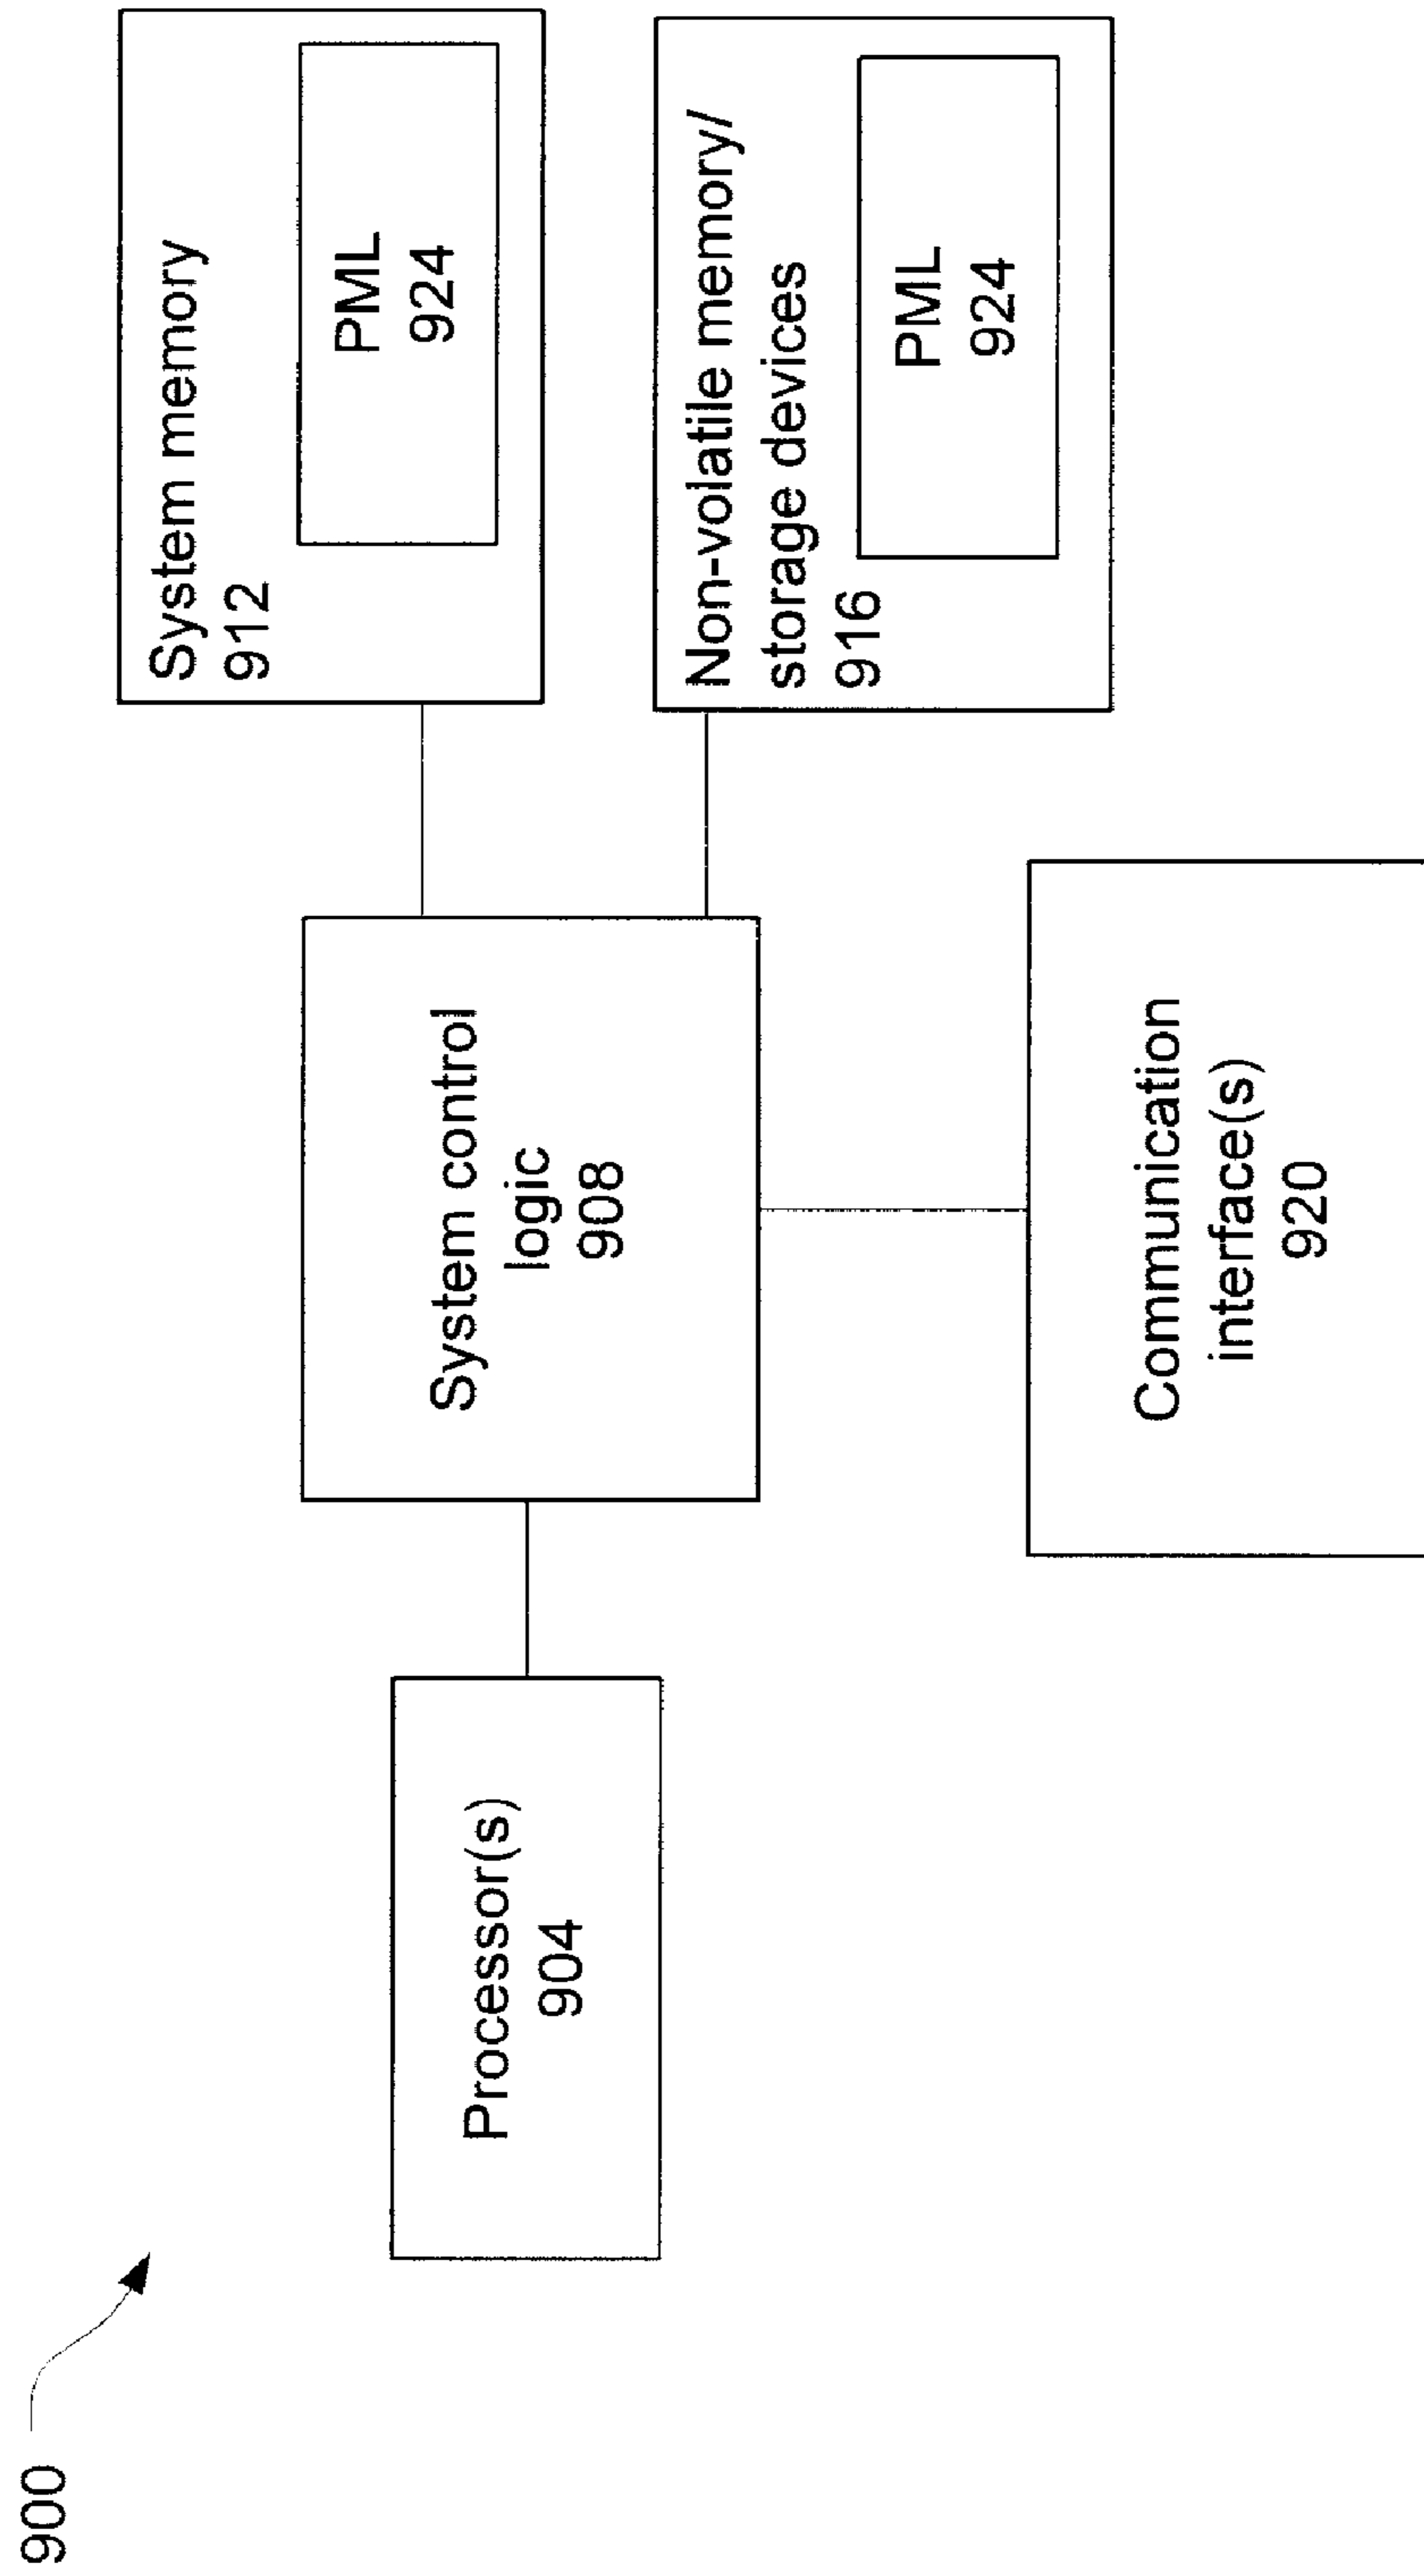 900
Processor(s)
904
System control
logic
908
System memory
912
PML
924
Non-volatile memory/
storage devices
916
PML
924
Communication
interface(s)
920